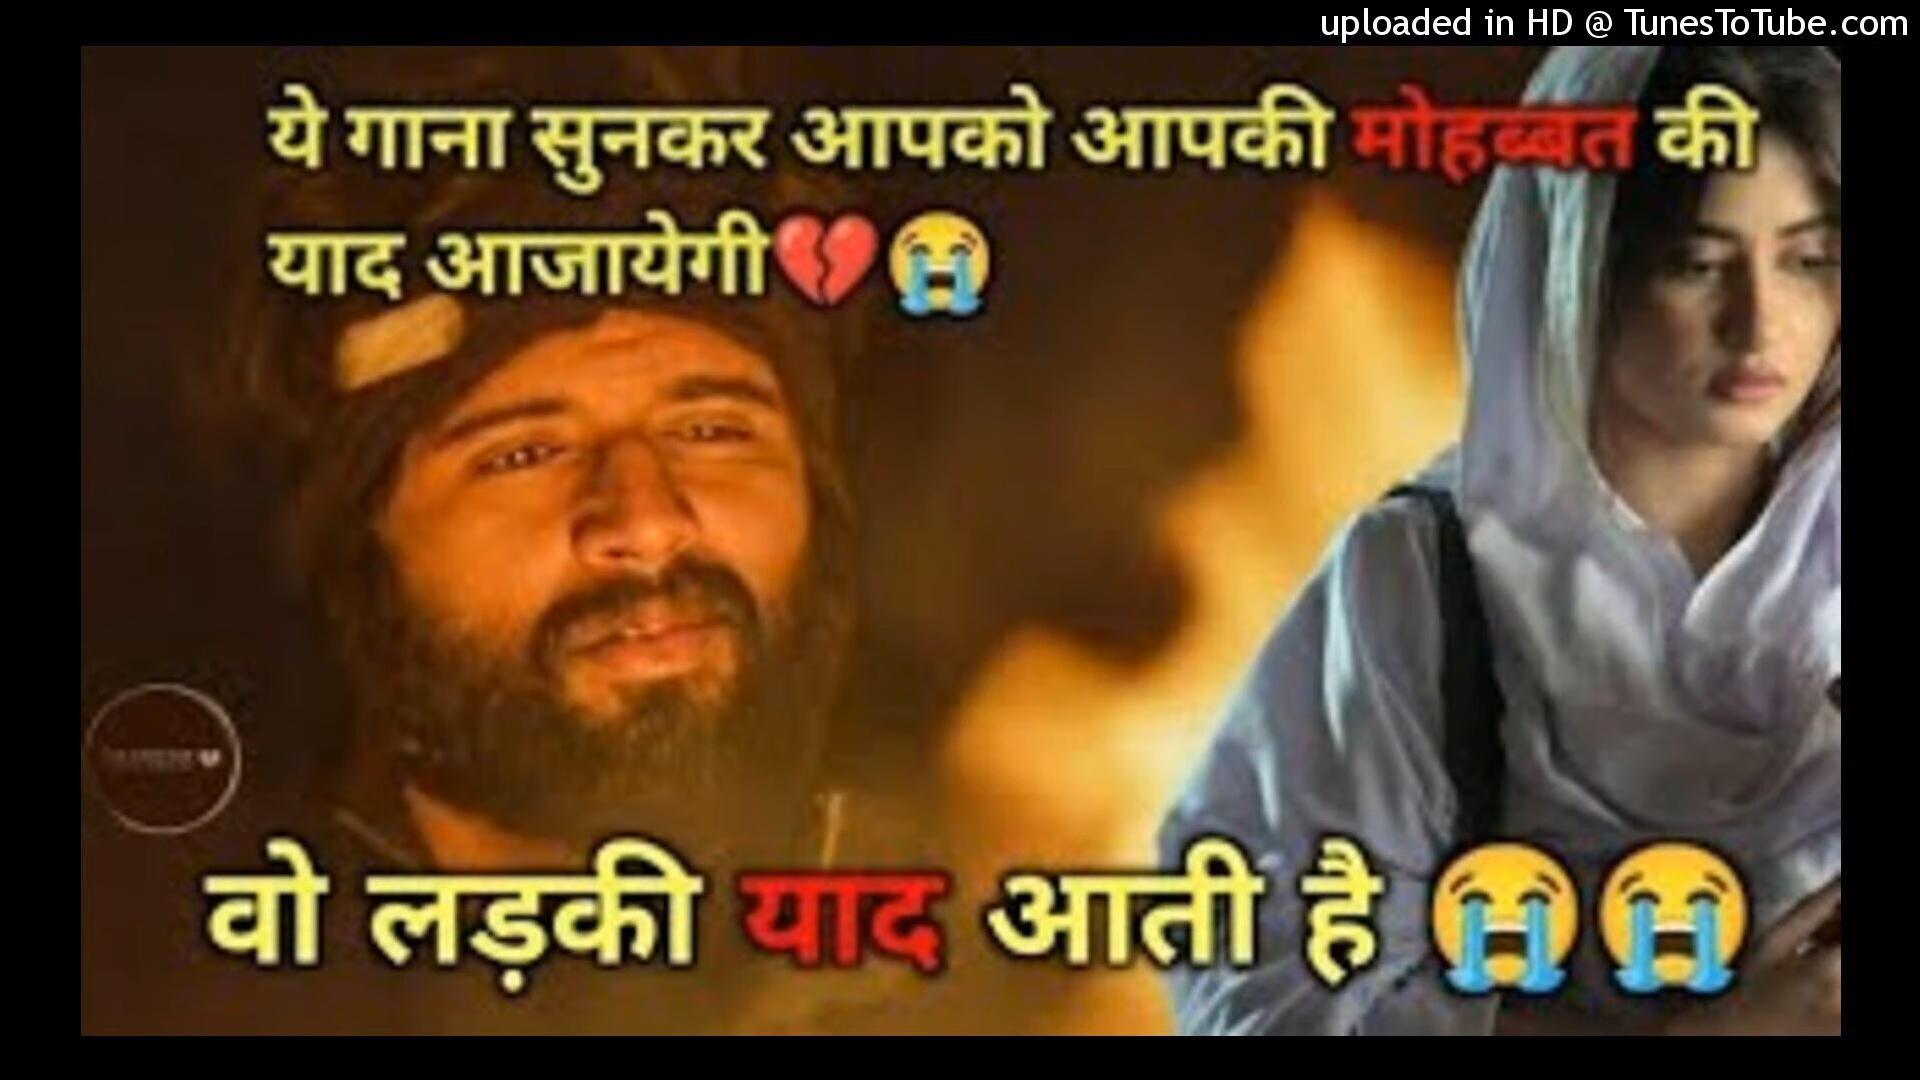 uploaded in HD @ TunesToTube.com
ये गाना सुनकर आपको आपकी मोहब्बत की
याद आजायेगी💔😭
वो लड़की याद आती है 😭😭